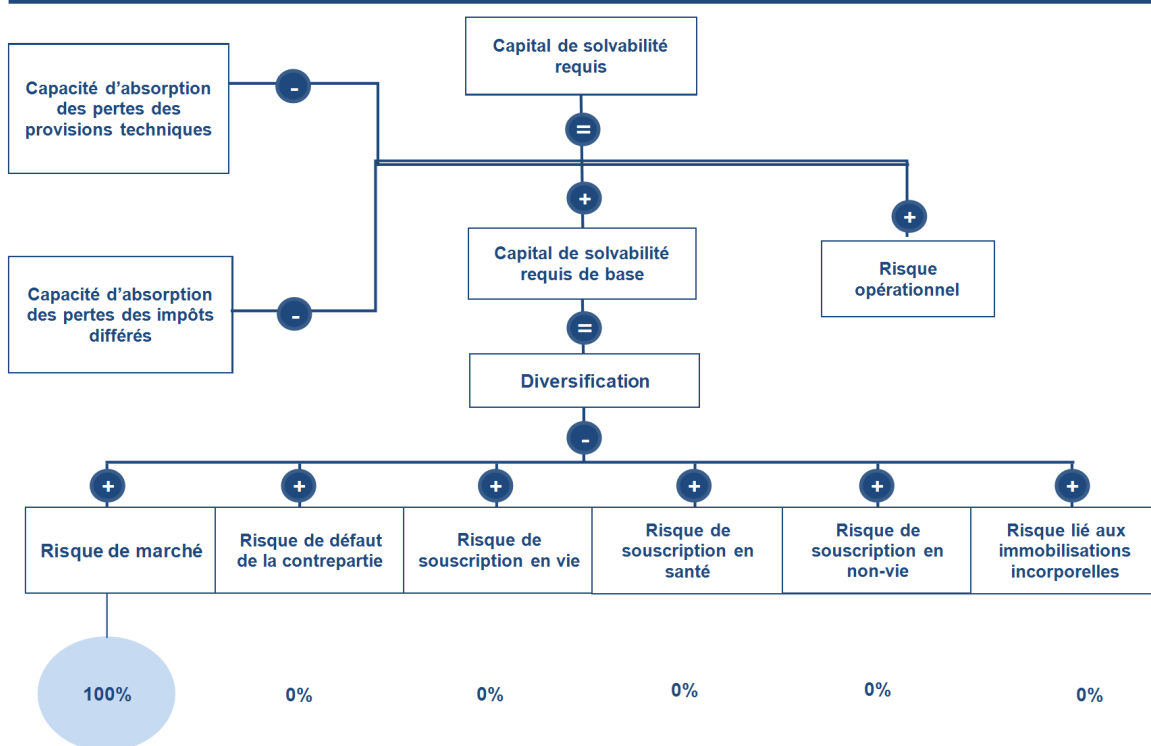 Capital de solvabilité
requis
Capacité d'absorption
des pertes des
provisions techniques
-
=
+
+
Capital de solvabilité
requis de base
Risque
opérationnel
Capacité d'absorption
des pertes des impôts
différés
-
=
Diversification
-
+
+
+
+
+
+
Risque de marché
Risque de défaut
de la contrepartie
Risque de
souscription en vie
Risque de
souscription en
santé
Risque de
souscription en
non-vie
Risque lié aux
immobilisations
incorporelles
100%
0%
0%
0%
0%
0%